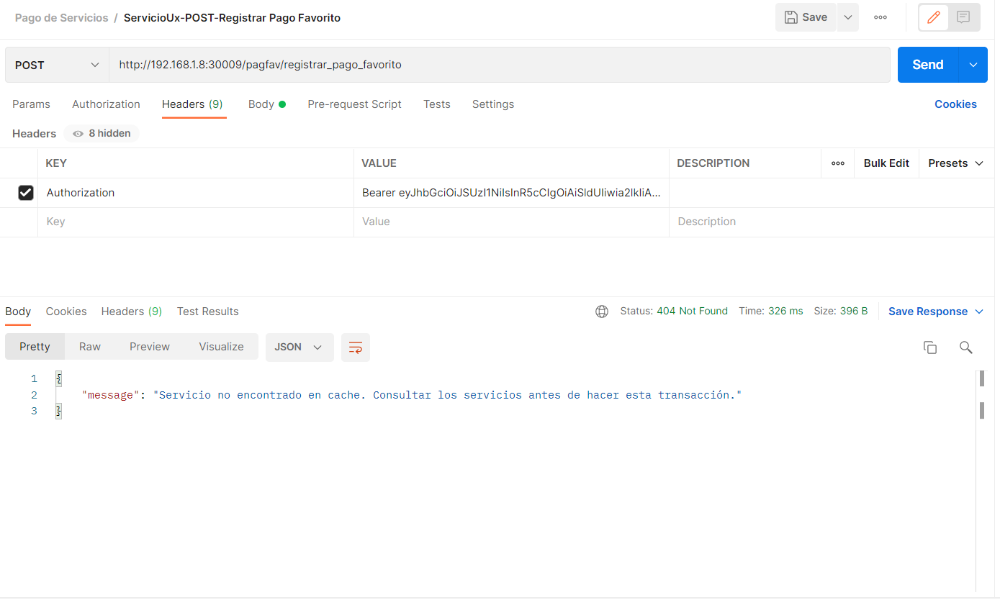 Pago de Servicios / ServicioUx-POST-Registrar Pago Favorito Save
POST http://192.168.1.8:30009/pagfav/registrar_pago_favorito Send
Params Authorization Headers (9) Body Pre-request Script Tests Settings Cookies
Headers 8 hidden
KEY VALUE DESCRIPTION Bulk Edit Presets
Authorization Bearer eyJhbGciOiJSUzI1NiIsInR5cCIgOiAiSldUIiwia2lkIiA...
Key Value Description
Body Cookies Headers (9) Test Results Status: 404 Not Found Time: 326 ms Size: 396 B Save Response
Pretty Raw Preview Visualize JSON
1 {
2 "message": "Servicio no encontrado en cache. Consultar los servicios antes de hacer esta transacción."
3 }